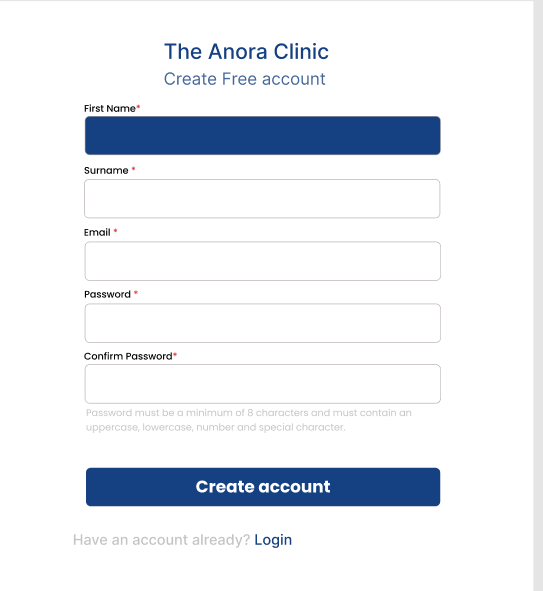 The Anora Clinic
Create Free account
First Name*
Surname *
Email *
Password *
Confirm Password*
Password must be a minimum of 8 characters and must contain an
uppercase, lowercase, number and special character.
Create account
Have an account already? Login